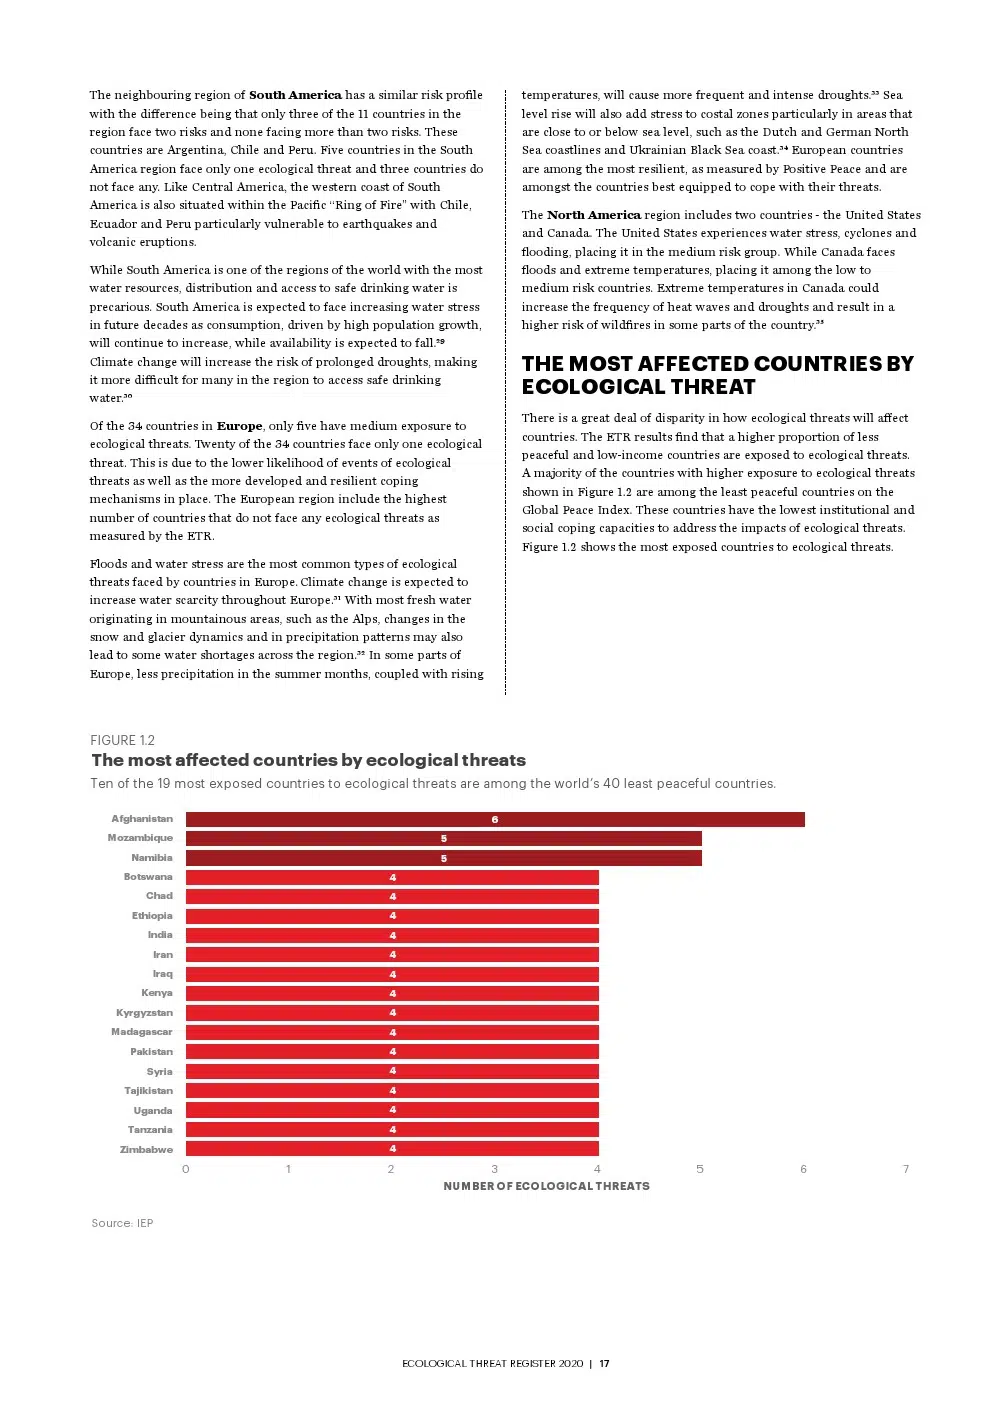 The neighbouring region of South America has a similar risk profile
with the difference being that only three of the 11 countries in the
region face two risks and none facing more than two risks. These
countries are Argentina, Chile and Peru. Five countries in the South
America region face only one ecological threat and three countries do
not face any. Like Central America, the western coast of South
America is also situated within the Pacific “Ring of Fire” with Chile,
Ecuador and Peru particularly vulnerable to earthquakes and
volcanic eruptions.
While South America is one of the regions of the world with the most
water resources, distribution and access to safe drinking water is
precarious. South America is expected to face increasing water stress
in future decades as consumption, driven by high population growth,
will continue to increase, while availability is expected to fall.²⁹
Climate change will increase the risk of prolonged droughts, making
it more difficult for many in the region to access safe drinking
water.³⁰
Of the 34 countries in Europe, only five have medium exposure to
ecological threats. Twenty of the 34 countries face only one ecological
threat. This is due to the lower likelihood of events of ecological
threats as well as the more developed and resilient coping
mechanisms in place. The European region include the highest
number of countries that do not face any ecological threats as
measured by the ETR.
Floods and water stress are the most common types of ecological
threats faced by countries in Europe. Climate change is expected to
increase water scarcity throughout Europe.³¹ With most fresh water
originating in mountainous areas, such as the Alps, changes in the
snow and glacier dynamics and in precipitation patterns may also
lead to some water shortages across the region.³² In some parts of
Europe, less precipitation in the summer months, coupled with rising
temperatures, will cause more frequent and intense droughts.³³ Sea
level rise will also add stress to costal zones particularly in areas that
are close to or below sea level, such as the Dutch and German North
Sea coastlines and Ukrainian Black Sea coast.³⁴ European countries
are among the most resilient, as measured by Positive Peace and are
amongst the countries best equipped to cope with their threats.
The North America region includes two countries - the United States
and Canada. The United States experiences water stress, cyclones and
flooding, placing it in the medium risk group. While Canada faces
floods and extreme temperatures, placing it among the low to
medium risk countries. Extreme temperatures in Canada could
increase the frequency of heat waves and droughts and result in a
higher risk of wildfires in some parts of the country.³⁵
THE MOST AFFECTED COUNTRIES BY
ECOLOGICAL THREAT
There is a great deal of disparity in how ecological threats will affect
countries. The ETR results find that a higher proportion of less
peaceful and low-income countries are exposed to ecological threats.
A majority of the countries with higher exposure to ecological threats
shown in Figure 1.2 are among the least peaceful countries on the
Global Peace Index. These countries have the lowest institutional and
social coping capacities to address the impacts of ecological threats.
Figure 1.2 shows the most exposed countries to ecological threats.
FIGURE 1.2
The most affected countries by ecological threats
Ten of the 19 most exposed countries to ecological threats are among the world’s 40 least peaceful countries.
Afghanistan 6
Mozambique 5
Namibia 5
Botswana 4
Chad 4
Ethiopia 4
India 4
Iran 4
Iraq 4
Kenya 4
Kyrgyzstan 4
Madagascar 4
Pakistan 4
Syria 4
Tajikistan 4
Uganda 4
Tanzania 4
Zimbabwe 4
0 1 2 3 4 5 6 7
NUMBER OF ECOLOGICAL THREATS
Source: IEP
ECOLOGICAL THREAT REGISTER 2020 | 17